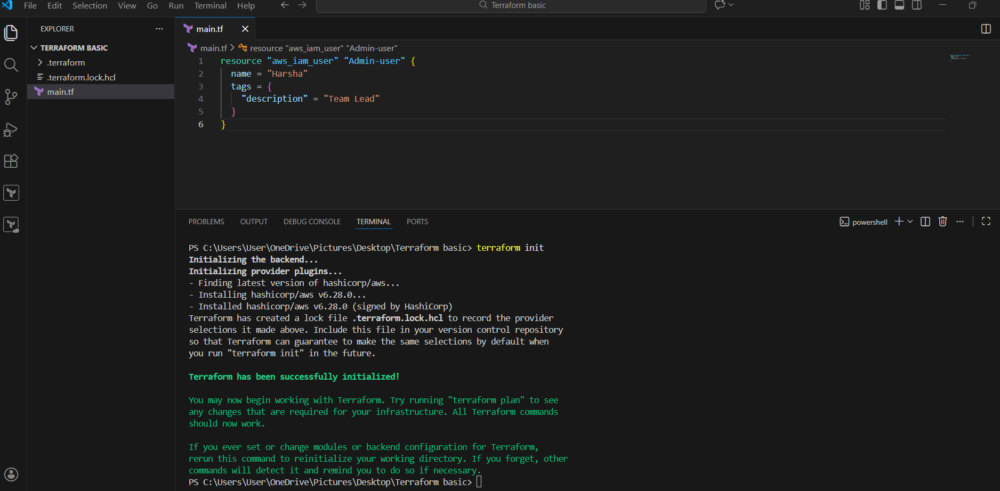 File Edit Selection View Go Run Terminal Help
Terraform basic
EXPLORER
TERRAFORM BASIC
.terraform
.terraform.lock.hcl
main.tf
main.tf
main.tf > resource "aws_iam_user" "Admin-user"
1 resource "aws_iam_user" "Admin-user" {
2 name = "Harsha"
3 tags = {
4 "description" = "Team Lead"
5 }
6 }
PROBLEMS OUTPUT DEBUG CONSOLE TERMINAL PORTS
powershell
PS C:\Users\User\OneDrive\Pictures\Desktop\Terraform basic> terraform init
Initializing the backend...
Initializing provider plugins...
- Finding latest version of hashicorp/aws...
- Installing hashicorp/aws v6.28.0...
- Installed hashicorp/aws v6.28.0 (signed by HashiCorp)
Terraform has created a lock file .terraform.lock.hcl to record the provider
selections it made above. Include this file in your version control repository
so that Terraform can guarantee to make the same selections by default when
you run "terraform init" in the future.
Terraform has been successfully initialized!
You may now begin working with Terraform. Try running "terraform plan" to see
any changes that are required for your infrastructure. All Terraform commands
should now work.
If you ever set or change modules or backend configuration for Terraform,
rerun this command to reinitialize your working directory. If you forget, other
commands will detect it and remind you to do so if necessary.
PS C:\Users\User\OneDrive\Pictures\Desktop\Terraform basic>